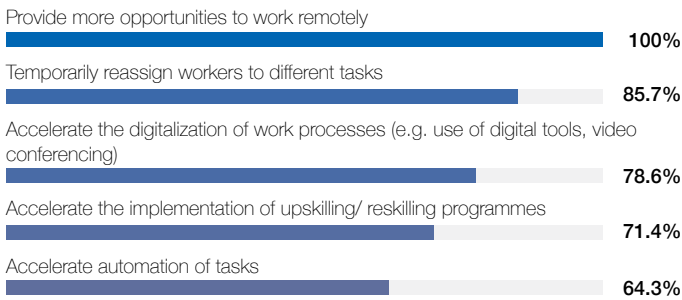 Provide more opportunities to work remotely
100%
Temporarily reassign workers to different tasks
85.7%
Accelerate the digitalization of work processes (e.g. use of digital tools, video
conferencing)
78.6%
Accelerate the implementation of upskilling/ reskilling programmes
71.4%
Accelerate automation of tasks
64.3%